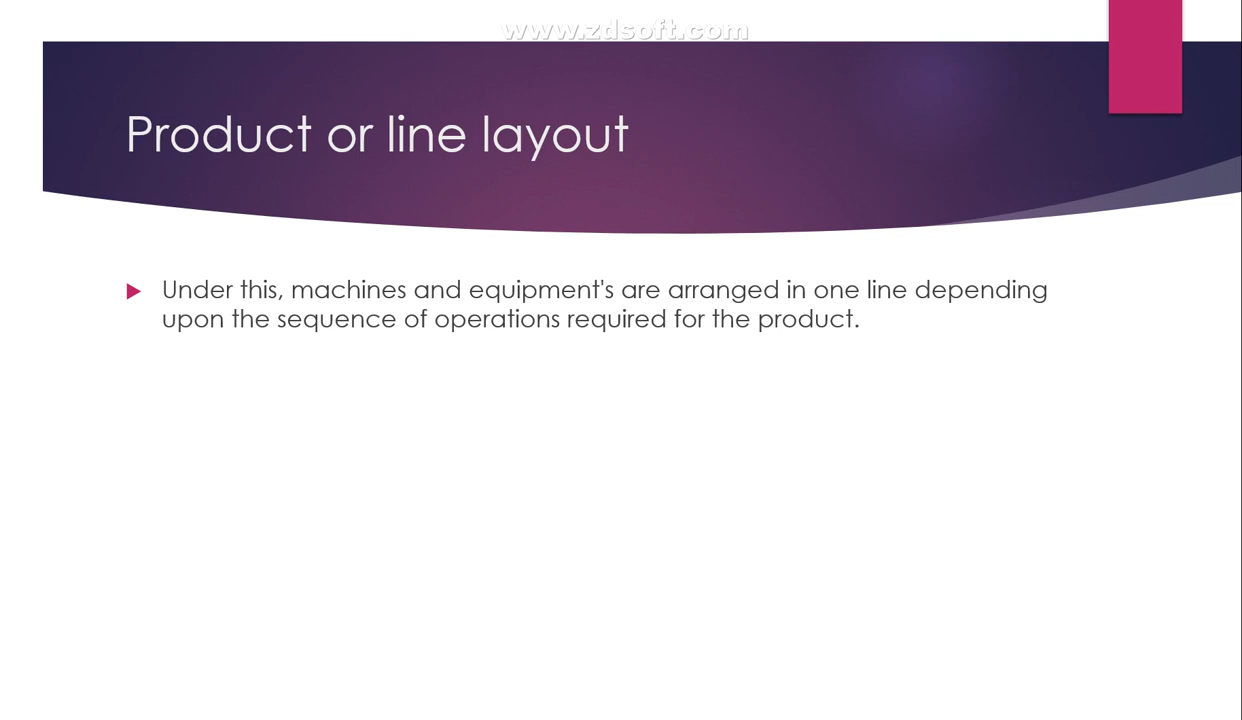 www.zdsoft.com
Product or line layout
Under this, machines and equipment's are arranged in one line depending
upon the sequence of operations required for the product.